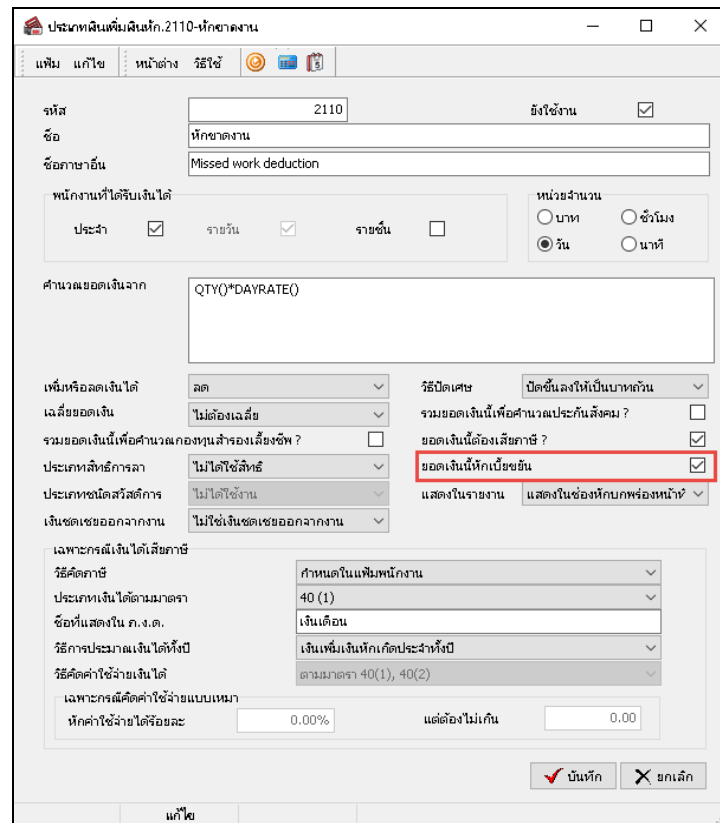 ประเภทเงินเพิ่มเงินหัก.2110-หักขาดงาน
แฟ้ม แก้ไข หน้าต่าง วิธีใช้
รหัส 2110 ยังใช้งาน
ชื่อ หักขาดงาน
ชื่อภาษาอื่น Missed work deduction
พนักงานที่ได้รับเงินได้ หน่วยจำนวน
ประจำ รายวัน รายชิ้น บาท ชั่วโมง
วัน นาที
คำนวณยอดเงินจาก QTY()*DAYRATE()
เพิ่มหรือลดเงินได้ ลด วิธีปัดเศษ ปัดขึ้นลงให้เป็นบาทถ้วน
เฉลี่ยยอดเงิน ไม่ต้องเฉลี่ย รวมยอดเงินนี้เพื่อคำนวณประกันสังคม ?
รวมยอดเงินนี้เพื่อคำนวณกองทุนสำรองเลี้ยงชีพ ? ยอดเงินนี้ต้องเสียภาษี ?
ประเภทสิทธิ์การลา ไม่ได้ใช้สิทธิ์ ยอดเงินนี้หักเบี้ยขยัน
ประเภทชนิดสวัสดิการ ไม่ได้ใช้งาน แสดงในรายงาน แสดงในช่องหักบกพร่องหน้าที่
เงินชดเชยออกจากงาน ไม่ใช่เงินชดเชยออกจากงาน
เฉพาะกรณีเงินได้เสียภาษี
วิธีคิดภาษี กำหนดในแฟ้มพนักงาน
ประเภทเงินได้ตามมาตรา 40 (1)
ชื่อที่แสดงใน ภ.ง.ด. เงินเดือน
วิธีการประมาณเงินได้ทั้งปี เงินเพิ่มเงินหักเกิดประจำทั้งปี
วิธีคิดค่าใช้จ่ายเงินได้ ตามมาตรา 40(1), 40(2)
เฉพาะกรณีคิดค่าใช้จ่ายแบบเหมา
หักค่าใช้จ่ายได้ร้อยละ 0.00% แต่ต้องไม่เกิน 0.00
บันทึก ยกเลิก
แก้ไข